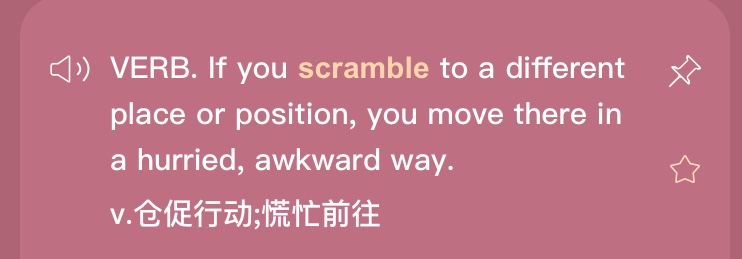 VERB. If you scramble to a different
place or position, you move there in
a hurried, awkward way.
v.仓促行动;慌忙前往